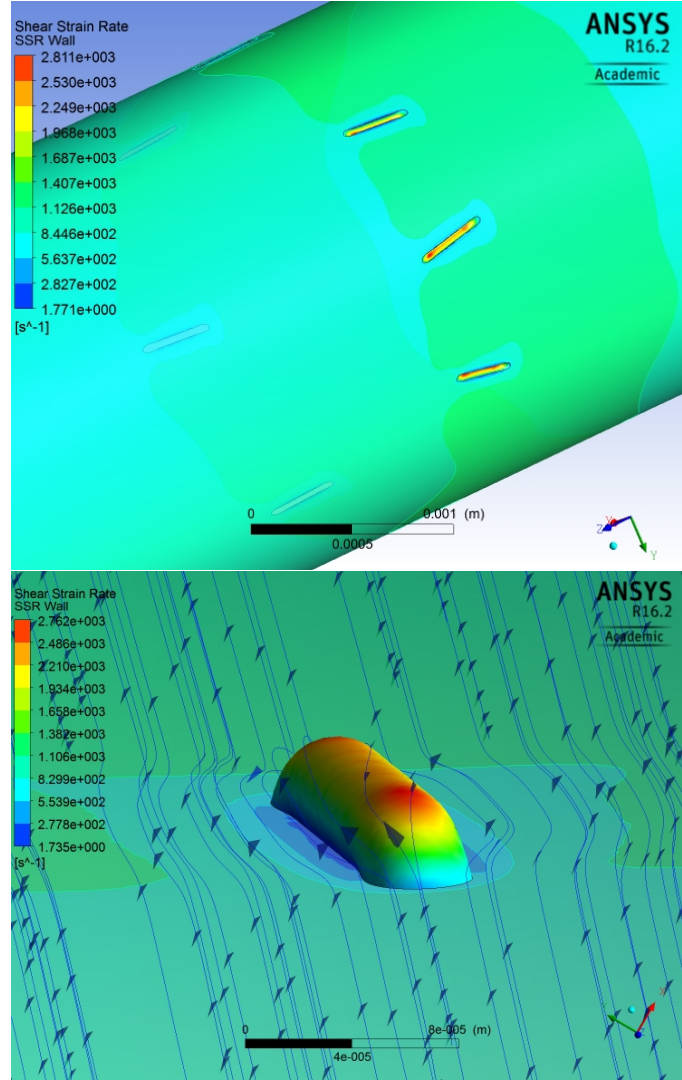 Shear Strain Rate
SSR Wall
2.811e+003
2.530e+003
2.249e+003
1.968e+003
1.687e+003
1.407e+003
1.126e+003
8.446e+002
5.637e+002
2.827e+002
1.771e+000
[s^-1]
ANSYS
R16.2
Academic
0 0.001 (m)
0.0005
Z Y
Shear Strain Rate
SSR Wall
2.762e+003
2.486e+003
2.210e+003
1.934e+003
1.658e+003
1.382e+003
1.106e+003
8.299e+002
5.539e+002
2.778e+002
1.735e+000
[s^-1]
ANSYS
R16.2
Academic
0 8e-005 (m)
4e-005